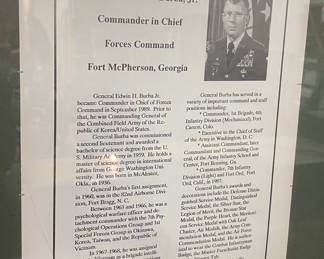 Jr.
Commander in Chief
Forces Command
Fort McPherson, Georgia
General Edwin H. Burba Jr.
became Commander in Chief of Forces
Command in September 1989. Prior to
that, he was Commanding General of
the Combined Field Army of the Re-
public of Korea/United States.
General Burba was commissioned
a second lieutenant and awarded a
bachelor of science degree from the U.
S. Military Academy in 1959. He holds a
master of science degree in international
affairs from George Washington Uni-
versity. He was born in McAlester,
Okla., in 1936.
General Burba's first assignment,
in 1960, was in the 82nd Airborne Divi-
sion, Fort Bragg, N. C.
Between 1963 and 1966, he was a
psychological warfare officer and de-
tachment commander with the 7th Psy-
chological Operations Group and 1st
Special Forces Group in Okinawa,
Korea, Taiwan, and the Republic of
Vietnam.
In 1967 1968, he was assigned
as a brigade
General Burba has served in a
variety of important command and staff
positions including:
* Commander, 1st Brigade, 4th
Infantry Division (Mechanized), Fort
Carson, Colo.
* Executive to the Chief of Staff
of the Army in Washington, D. C.
* Assistant Commandant, later
Commandant and Commanding Gen-
eral, of the Army Infantry School and
Center, Fort Benning, Ga.
* Commander, 7th Infantry
Division (Light) and Fort Ord, Fort
Ord, Calif., in 1987.
General Burba's awards and
decorations include the Defense Distin-
guished Service Medal, Distinguished
Service Medal, the Silver Star, the
Legion of Merit, the Bronze Star
Medal, the Purple Heart, the Meritori-
ous Service Medal with Oak Leaf
Cluster, Air Medals, the Army Com-
mendation Medal, and the Air Force
Commendation Medal. He is author-
ized to wear the Combat Infantryman
Badge, the Master Parachutist Badge
Tab.